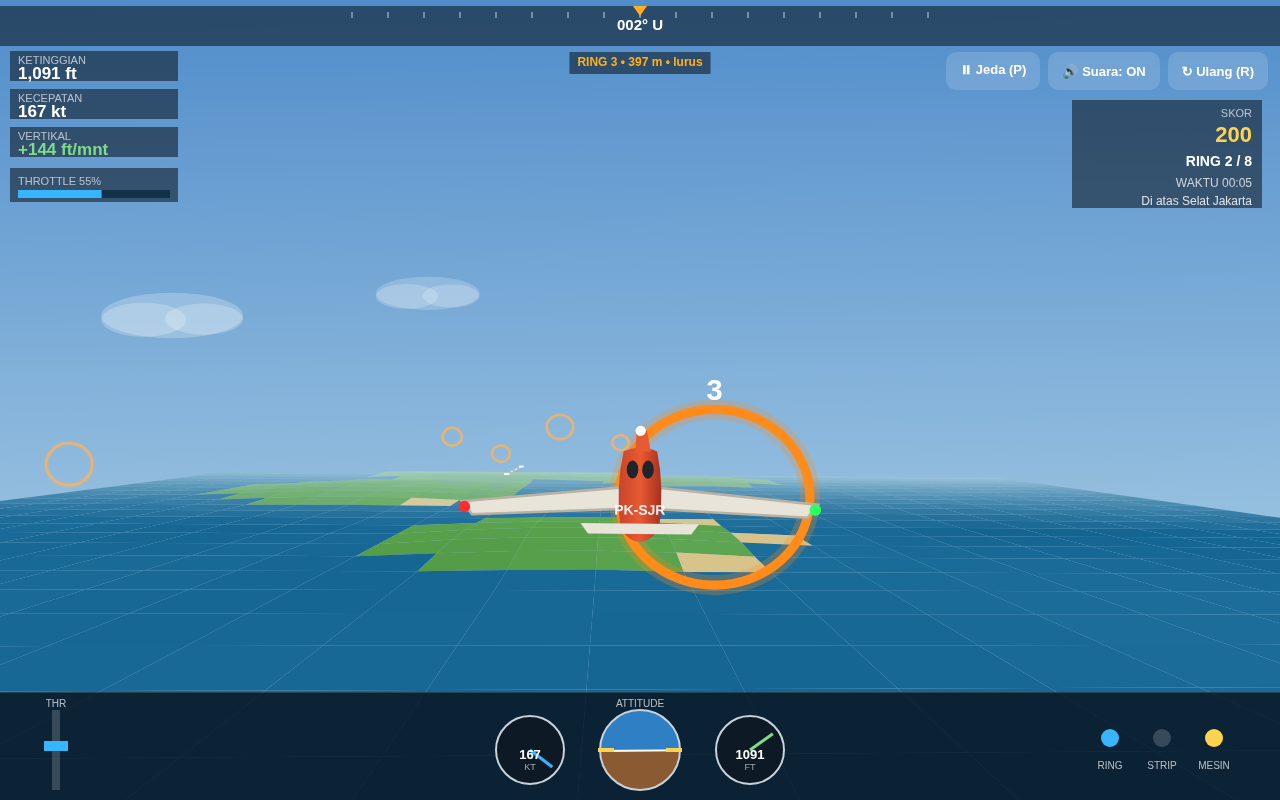 002° U
KETINGGIAN
1,091 ft
KECEPATAN
167 kt
VERTIKAL
+144 ft/mnt
THROTTLE 55%
RING 3 • 397 m • lurus
⏸ Jeda (P)
🔊 Suara: ON
↻ Ulang (R)
SKOR
200
RING 2 / 8
WAKTU 00:05
Di atas Selat Jakarta
3
PK-SJR
THR
ATTITUDE
167
KT
1091
FT
RING
STRIP
MESIN